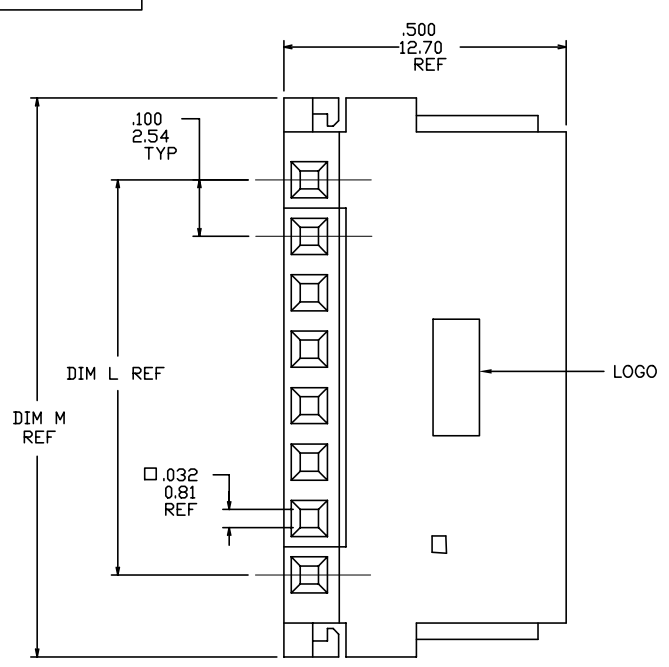 .500
12.70
REF
.100
2.54
TYP
DIM L REF
LOGO
DIM M
REF
□ .032
0.81
REF